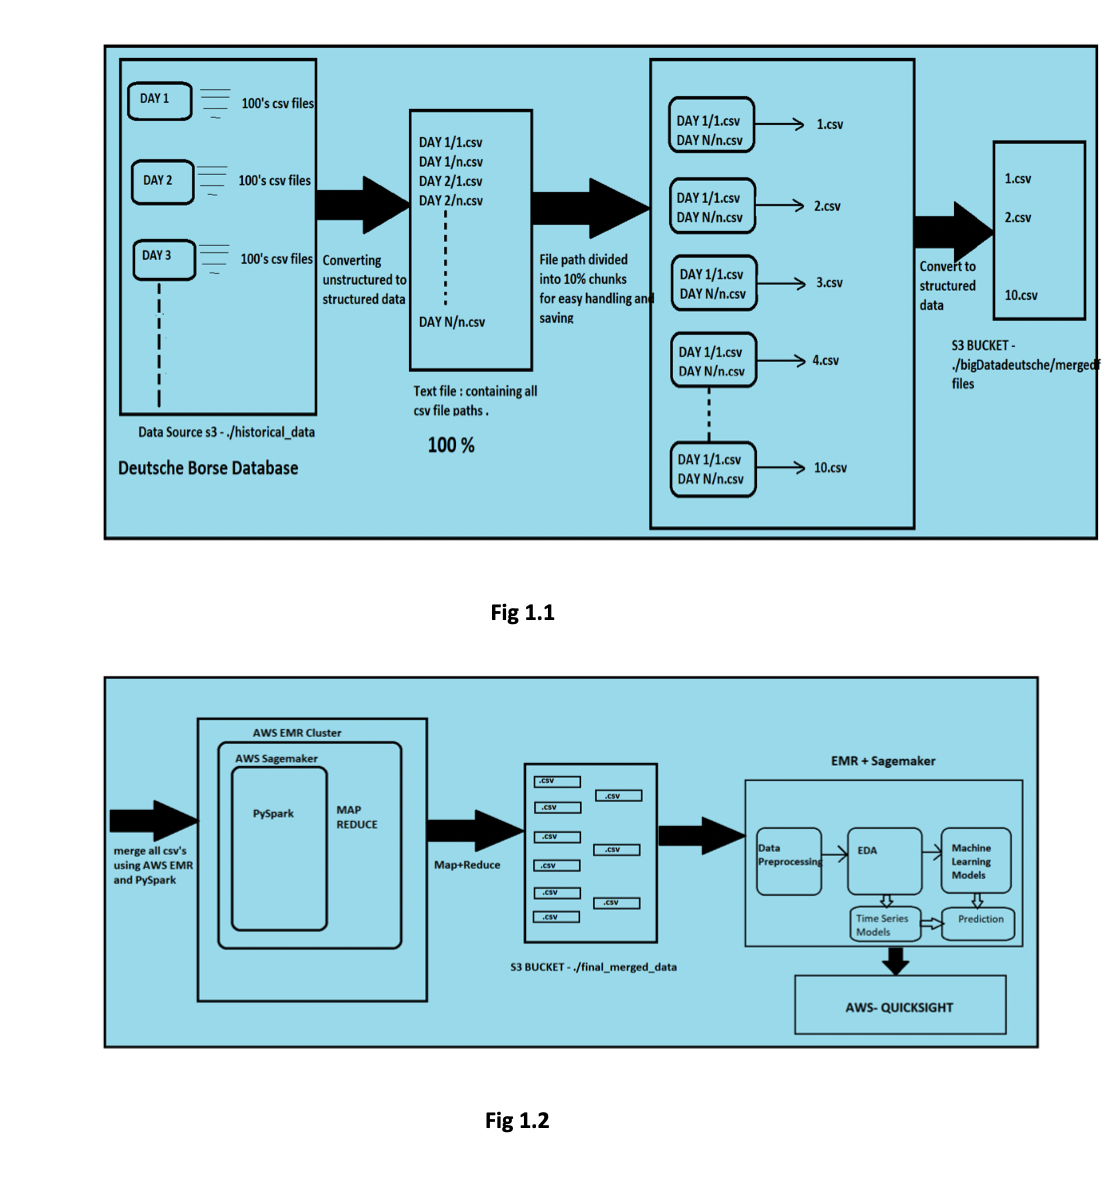 DAY 1
100's csv files
DAY 2
100's csv files
DAY 3
100's csv files
Data Source s3 - ./historical_data
Deutsche Borse Database
Converting
unstructured to
structured data
DAY 1/1.csv
DAY 1/n.csv
DAY 2/1.csv
DAY 2/n.csv
DAY N/n.csv
Text file : containing all
csv file paths .
100 %
File path divided
into 10% chunks
for easy handling and
saving
DAY 1/1.csv
DAY N/n.csv
1.csv
DAY 1/1.csv
DAY N/n.csv
2.csv
DAY 1/1.csv
DAY N/n.csv
3.csv
DAY 1/1.csv
DAY N/n.csv
4.csv
DAY 1/1.csv
DAY N/n.csv
10.csv
Convert to
structured
data
1.csv
2.csv
10.csv
S3 BUCKET -
./bigDatadeutsche/mergedf
files
Fig 1.1
merge all csv's
using AWS EMR
and PySpark
AWS EMR Cluster
AWS Sagemaker
PySpark
MAP
REDUCE
Map+Reduce
.csv
.csv
.csv
.csv
.csv
.csv
.csv
.csv
.csv
S3 BUCKET - ./final_merged_data
EMR + Sagemaker
Data
Preprocessing
EDA
Machine
Learning
Models
Time Series
Models
Prediction
AWS- QUICKSIGHT
Fig 1.2